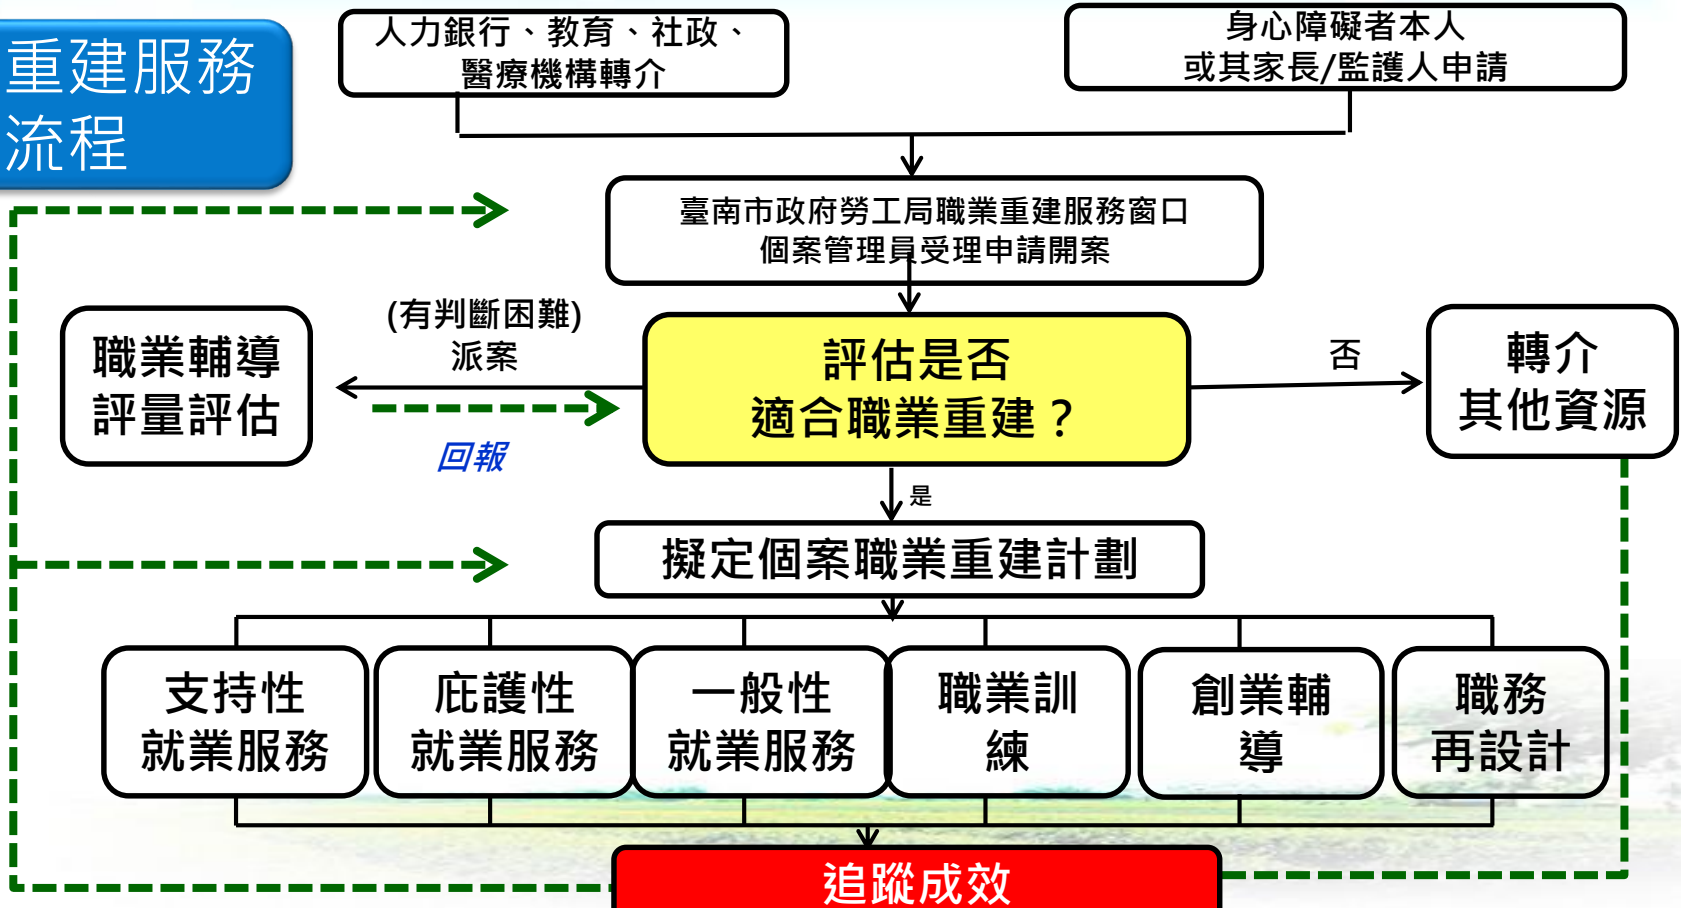 重建服務
流程
人力銀行、教育、社政、
醫療機構轉介
身心障礙者本人
或其家長/監護人申請
臺南市政府勞工局職業重建服務窗口
個案管理員受理申請開案
職業輔導
評量評估
(有判斷困難)
派案
回報
評估是否
適合職業重建？
否
轉介
其他資源
是
擬定個案職業重建計劃
支持性
就業服務
庇護性
就業服務
一般性
就業服務
職業訓
練
創業輔
導
職務
再設計
追蹤成效